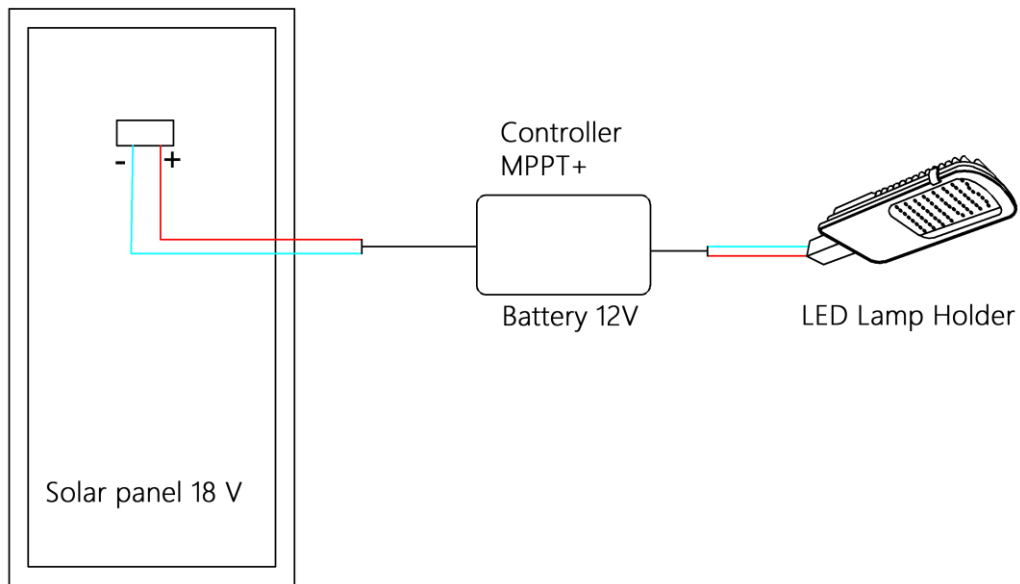 Controller
MPPT+
- +
Battery 12V
LED Lamp Holder
Solar panel 18 V